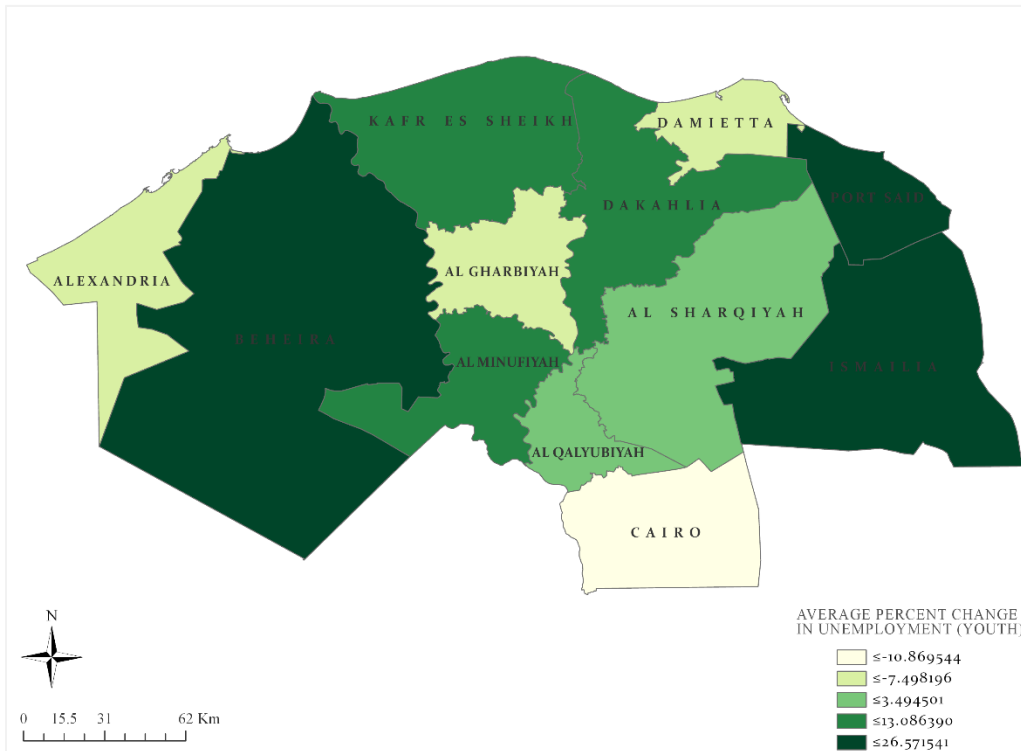 KAFR ES SHEIKH
DAMIETTA
PORT SAID
DAKAHLIA
AL GHARBIYAH
ALEXANDRIA
AL SHARQIYAH
BEHEIRA
AL MINUFIYAH
ISMAILIA
AL QALYUBIYAH
CAIRO
N
0 15.5 31 62 Km
AVERAGE PERCENT CHANGE
IN UNEMPLOYMENT (YOUTH)
≤-10.869544
≤-7.498196
≤3.494501
≤13.086390
≤26.571541